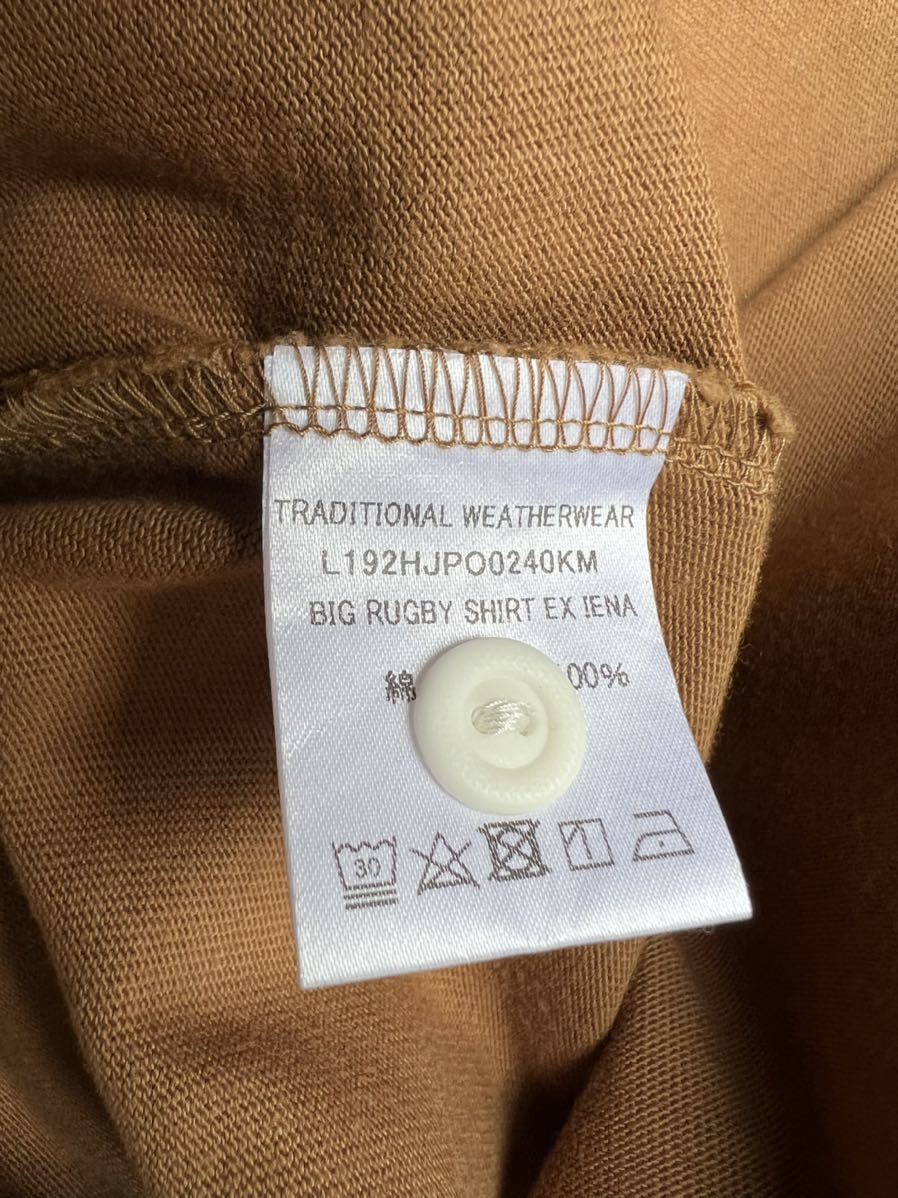 TRADITIONAL WEATHERWEAR
L192HJPO0240KM
BIG RUGBY SHIRT EX IENA
綿 00%
30